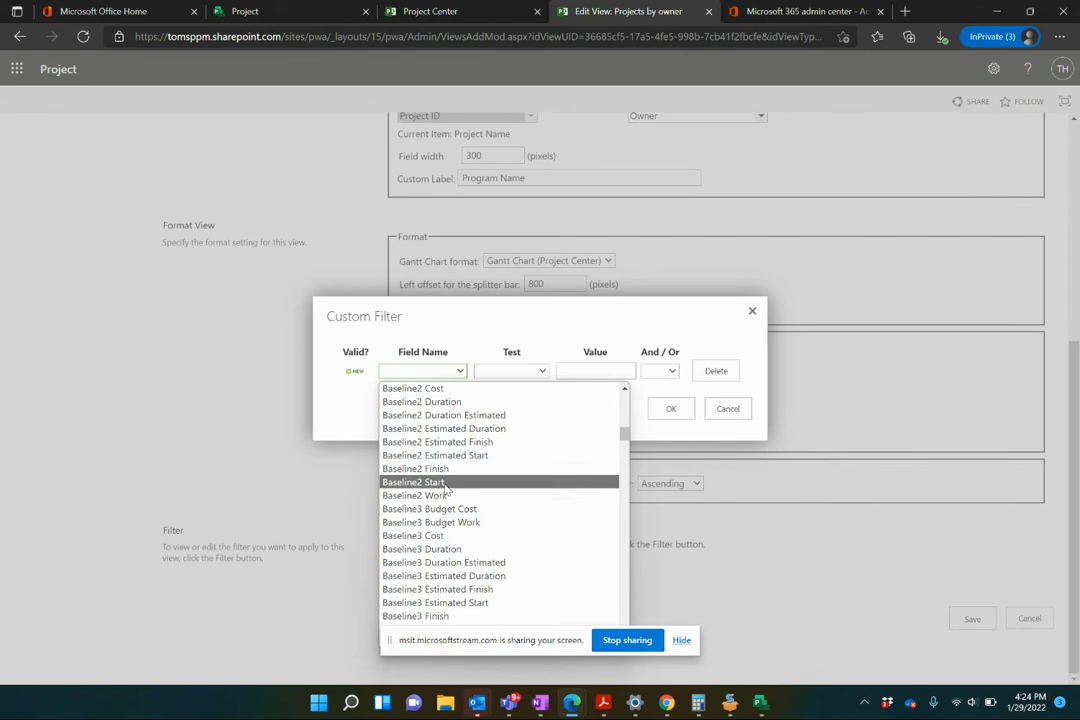 Microsoft Office Home
Project
Project Center
Edit View: Projects by owner
Microsoft 365 admin center - Ac
https://tomsppm.sharepoint.com/sites/pwa/_layouts/15/pwa/Admin/ViewsAddMod.aspx?idViewUID=36685cf5-17a5-4fe5-998b-7cb41f2fbcfe&idViewTyp...
InPrivate (3)
Project
TH
SHARE
FOLLOW
Project ID
Owner
Current Item: Project Name
Field width
300
(pixels)
Custom Label:
Program Name
Format View
Specify the format setting for this view.
Format
Gantt Chart format:
Gantt Chart (Project Center)
Left offset for the splitter bar:
800
(pixels)
Custom Filter
Valid?
Field Name
Test
Value
And / Or
NEW
Delete
OK
Cancel
Baseline2 Cost
Baseline2 Duration
Baseline2 Duration Estimated
Baseline2 Estimated Duration
Baseline2 Estimated Finish
Baseline2 Estimated Start
Baseline2 Finish
Baseline2 Start
Baseline2 Work
Baseline3 Budget Cost
Baseline3 Budget Work
Baseline3 Cost
Baseline3 Duration
Baseline3 Duration Estimated
Baseline3 Estimated Duration
Baseline3 Estimated Finish
Baseline3 Estimated Start
Baseline3 Finish
Ascending
Filter
To view or edit the filter you want to apply to this
view, click the Filter button.
k the Filter button.
Save
Cancel
msit.microsoftstream.com is sharing your screen.
Stop sharing
Hide
4:24 PM
1/29/2022